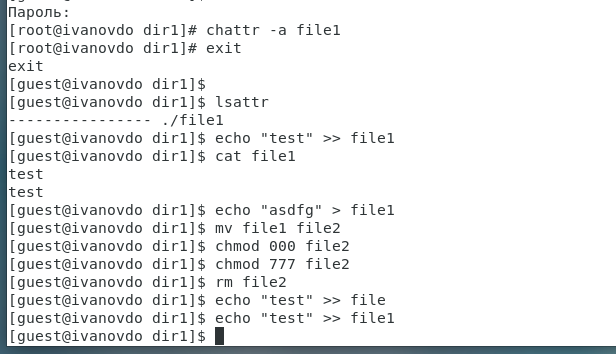 Пароль:
[root@ivanovdo dir1]# chattr -a file1
[root@ivanovdo dir1]# exit
exit
[guest@ivanovdo dir1]$
[guest@ivanovdo dir1]$ lsattr
---------------- ./file1
[guest@ivanovdo dir1]$ echo "test" >> file1
[guest@ivanovdo dir1]$ cat file1
test
test
[guest@ivanovdo dir1]$ echo "asdfg" > file1
[guest@ivanovdo dir1]$ mv file1 file2
[guest@ivanovdo dir1]$ chmod 000 file2
[guest@ivanovdo dir1]$ chmod 777 file2
[guest@ivanovdo dir1]$ rm file2
[guest@ivanovdo dir1]$ echo "test" >> file
[guest@ivanovdo dir1]$ echo "test" >> file1
[guest@ivanovdo dir1]$